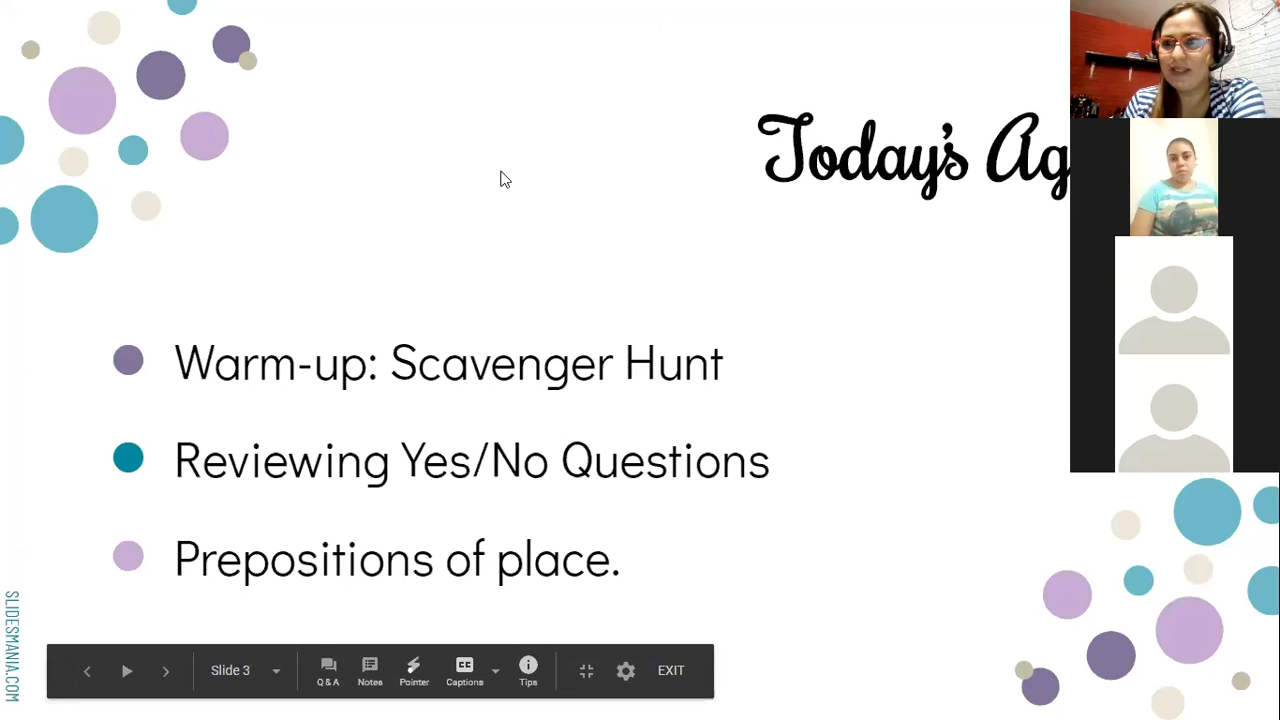 Today's Ag
Warm-up: Scavenger Hunt
Reviewing Yes/No Questions
Prepositions of place.
SLIDESMANIA.COM
Slide 3
Q & A
Notes
Pointer
CC
Captions
Tips
EXIT